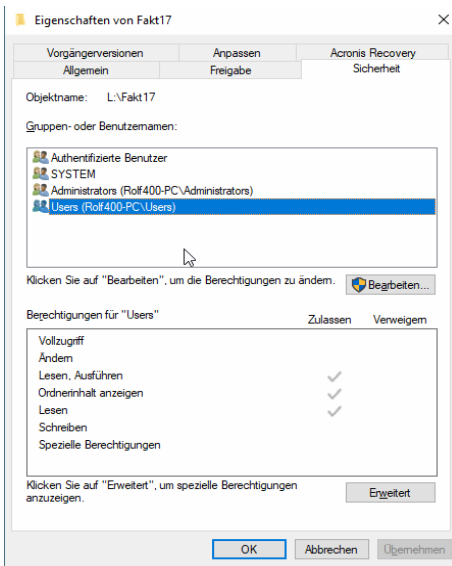 Eigenschaften von Fakt17
Vorgängerversionen Anpassen Acronis Recovery
Allgemein Freigabe Sicherheit
Objektname: L:\Fakt17
Gruppen- oder Benutzernamen:
Authentifizierte Benutzer
SYSTEM
Administrators (Rolf400-PC\Administrators)
Users (Rolf400-PC\Users)
Klicken Sie auf "Bearbeiten", um die Berechtigungen zu ändern. Bearbeiten...
Berechtigungen für "Users" Zulassen Verweigern
Vollzugriff
Ändern
Lesen, Ausführen
Ordnerinhalt anzeigen
Lesen
Schreiben
Spezielle Berechtigungen
Klicken Sie auf "Erweitert", um spezielle Berechtigungen
anzuzeigen. Erweitert
OK Abbrechen Übernehmen